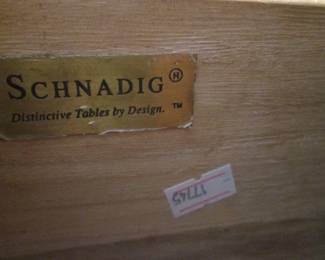 SCHNADIG®
Distinctive Tables by Design.™